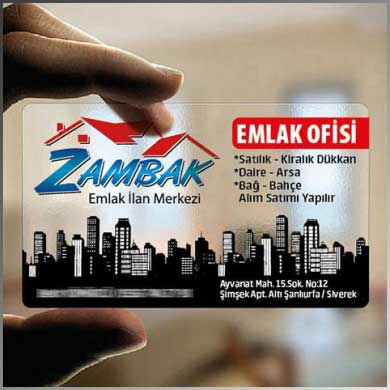 ZAMBAK
Emlak İlan Merkezi
EMLAK OFİSİ
*Satılık - Kiralık Dükkan
*Daire - Arsa
*Bağ - Bahçe
Alım Satımı Yapılır
Ayvanat Mah. 15.Sok. No:12
Şimşek Apt. Altı Şanlıurfa / Siverek